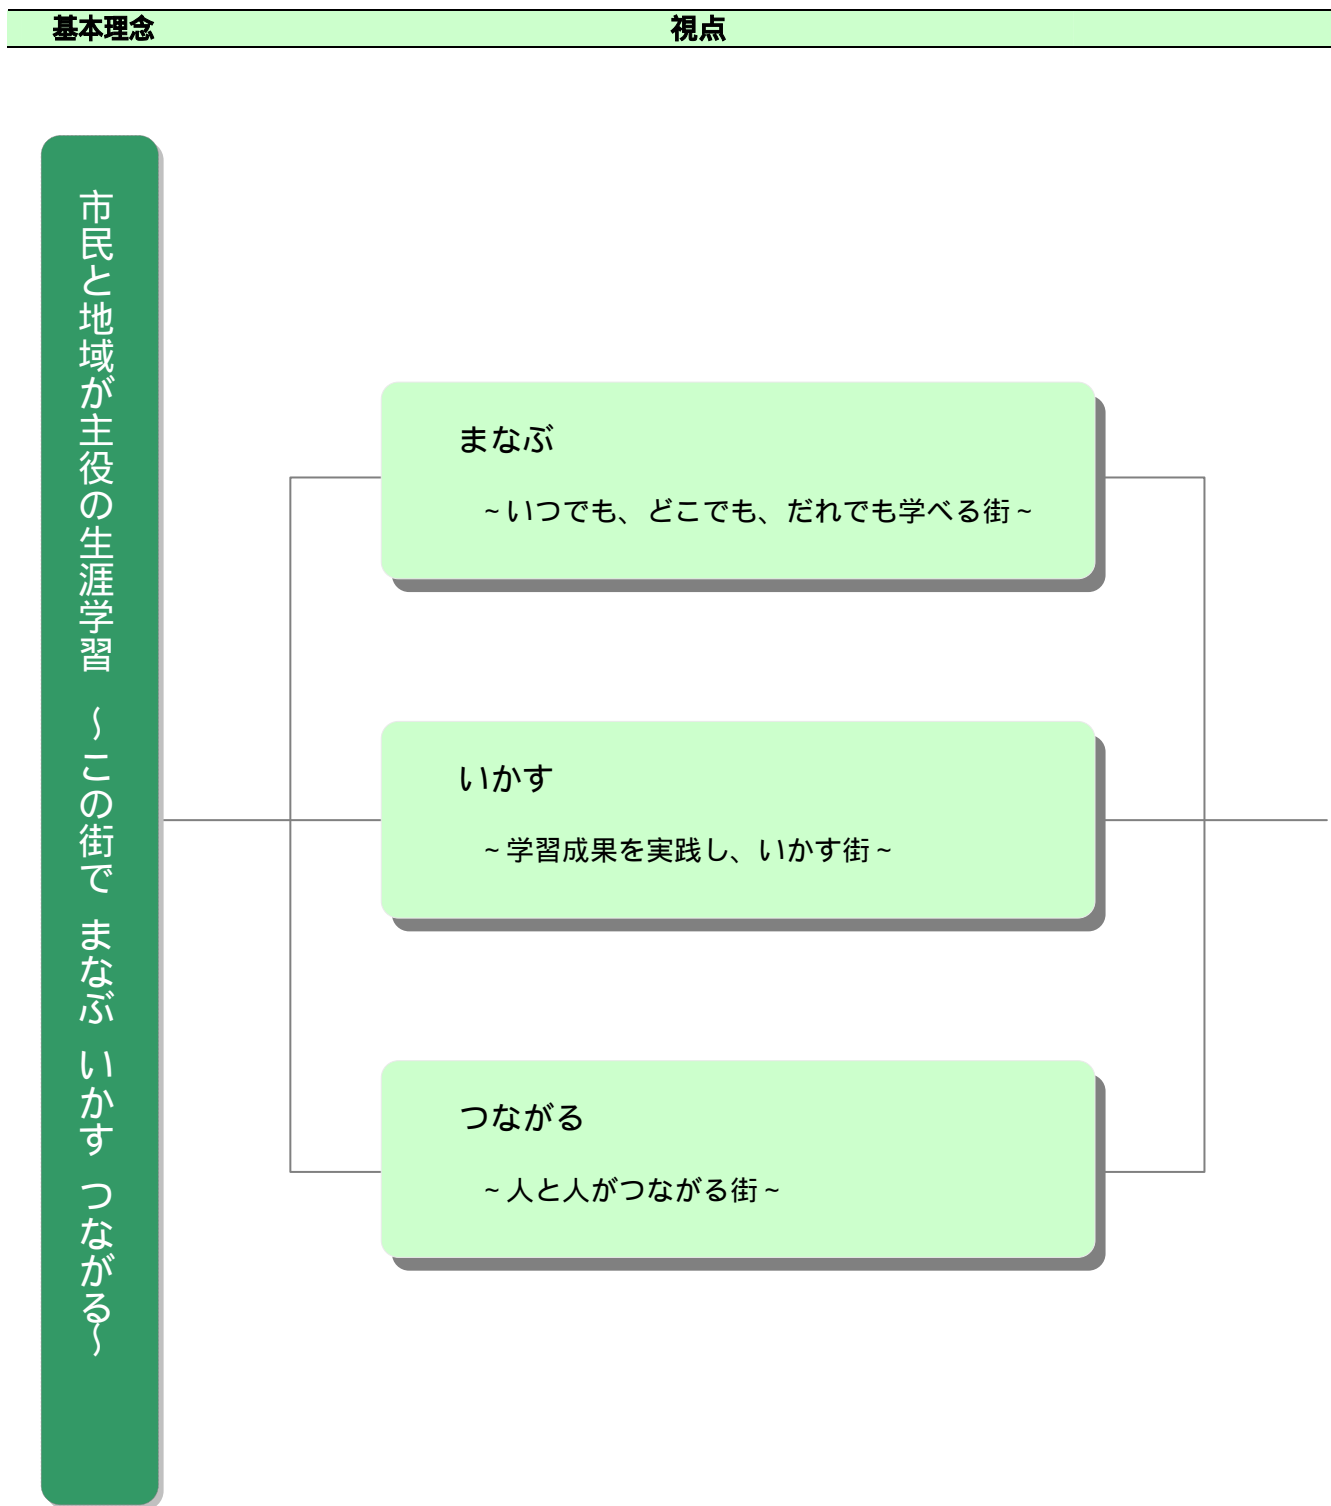 基本理念
視点
市民と地域が主役の生涯学習 ～この街で まなぶ いかす つながる～
まなぶ
~いつでも、どこでも、だれでも学べる街~
いかす
~学習成果を実践し、いかす街~
つながる
~人と人がつながる街~